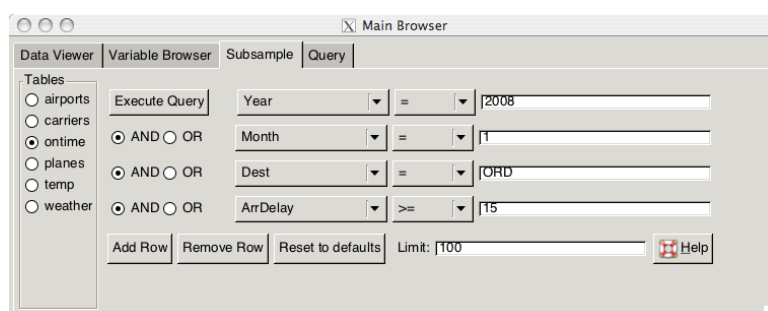 Main Browser
Data Viewer Variable Browser Subsample Query
Tables
airports
carriers
ontime
planes
temp
weather
Execute Query Year = 2008
AND OR Month = 1
AND OR Dest = ORD
AND OR ArrDelay >= 15
Add Row Remove Row Reset to defaults Limit: 100 Help